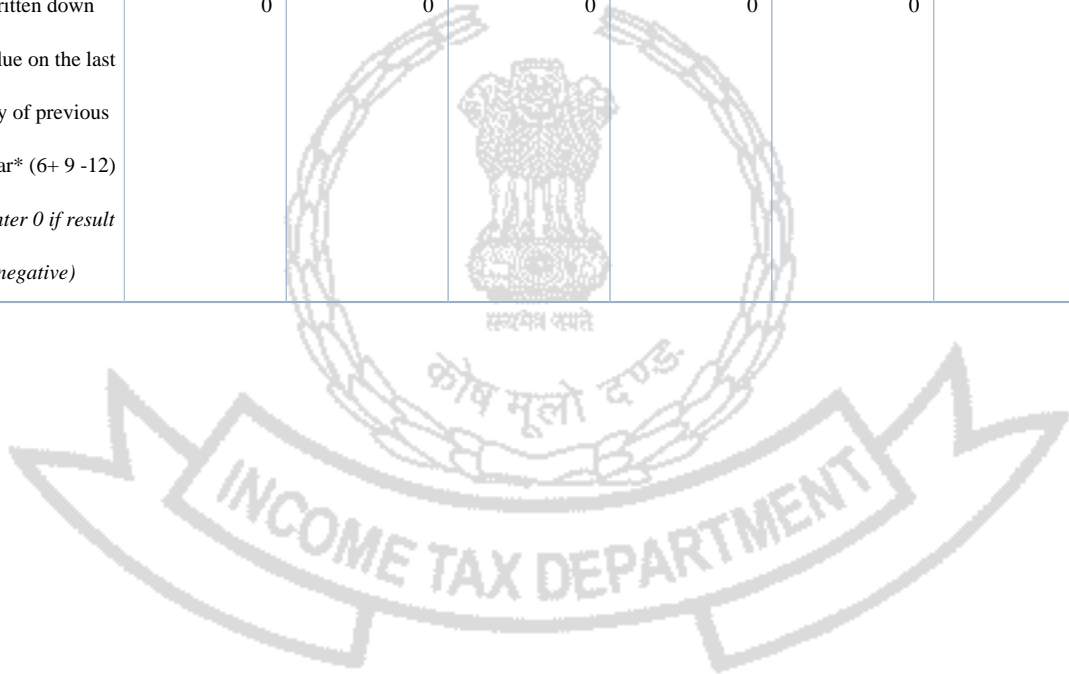 ritten down 0 0 0 0 0
lue on the last
y of previous
ar* (6+ 9 -12)
nter 0 if result
negative)
सत्यमेव जयते
कोष मूलो दण्ड
INCOME TAX DEPARTMENT